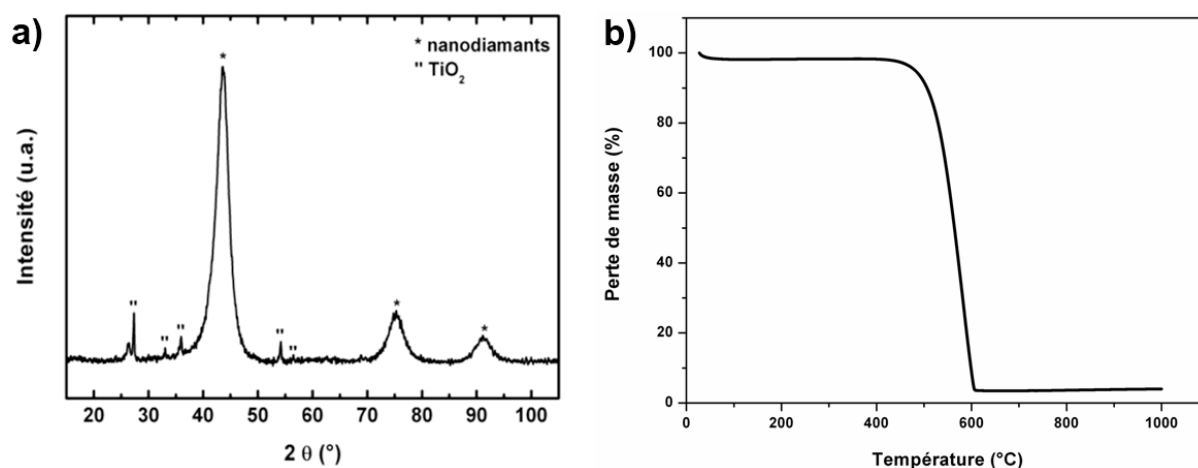 a)
* nanodiamants
" TiO2
*
"
"
"
"
"
*
*
Intensité (u.a.)
20 30 40 50 60 70 80 90 100
2 θ (°)
b)
100
80
60
40
20
0
Perte de masse (%)
0 200 400 600 800 1000
Température (°C)